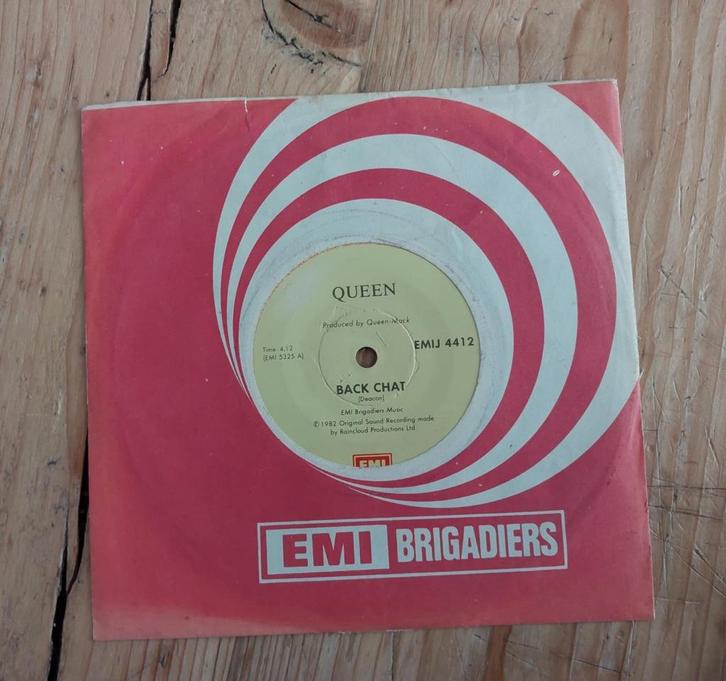 QUEEN
Produced by Queen-Mack
Time 4.12
(EMI 5325 A)
EMIJ 4412
BACK CHAT
(Deacon)
EMI Brigadiers Music
℗ 1982 Original Sound Recording made
by Raincloud Productions Ltd.
EMI
EMI BRIGADIERS